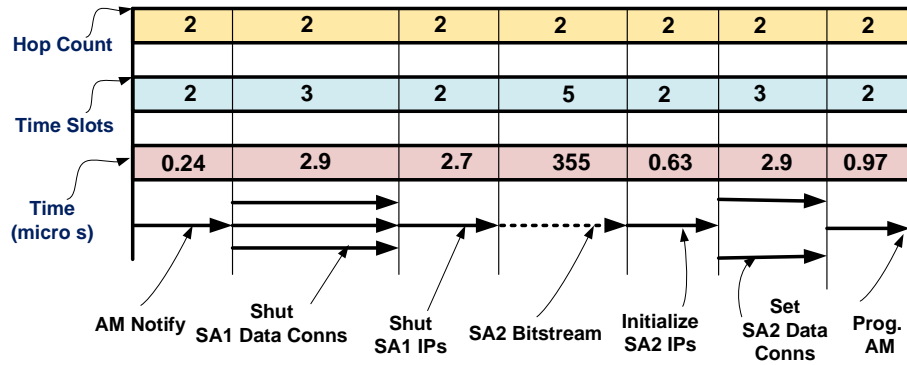 2 2 2 2 2 2 2
Hop Count
2 3 2 5 2 3 2
Time Slots
0.24 2.9 2.7 355 0.63 2.9 0.97
Time
(micro s)
AM Notify
Shut
SA1 Data Conns
Shut
SA1 IPs
SA2 Bitstream
Initialize
SA2 IPs
Set
SA2 Data
Conns
Prog.
AM